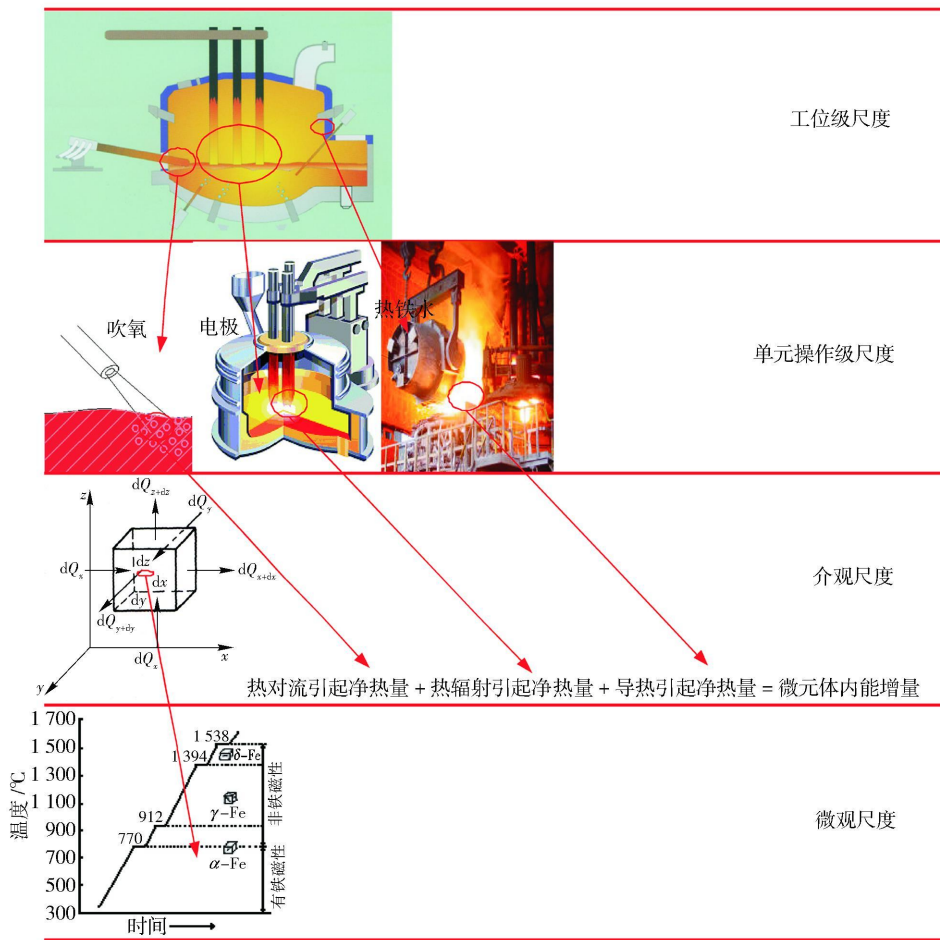 工位级尺度
热铁水
吹氧
电极
单元操作级尺度
z
dQz+dz
dQy
dz
dQx
dx
dQx+dx
介观尺度
dy
dQy+dy
dQx
x
y
热对流引起净热量 + 热辐射引起净热量 + 导热引起净热量 = 微元体内能增量
1 700
1 538
1 500
δ-Fe
1 394
1 300
非铁磁性
1 100
γ-Fe
912
900
微观尺度
770
700
α-Fe
有铁磁性
500
300
温度/℃
时间